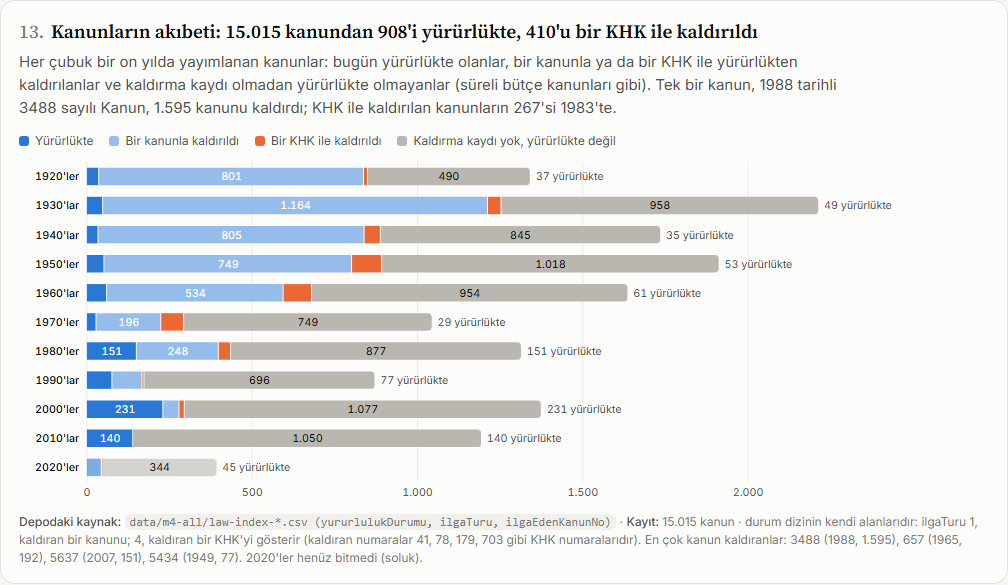 13. Kanunların akıbeti: 15.015 kanundan 908'i yürürlükte, 410'u bir KHK ile kaldırıldı
Her çubuk bir on yılda yayımlanan kanunlar: bugün yürürlükte olanlar, bir kanunla ya da bir KHK ile yürürlükten
kaldırılanlar ve kaldırma kaydı olmadan yürürlükte olmayanlar (süreli bütçe kanunları gibi). Tek bir kanun, 1988 tarihli
3488 sayılı Kanun, 1.595 kanunu kaldırdı; KHK ile kaldırılan kanunların 267'si 1983'te.
Yürürlükte Bir kanunla kaldırıldı Bir KHK ile kaldırıldı Kaldırma kaydı yok, yürürlükte değil
1920'ler 801 490 37 yürürlükte
1930'lar 1.164 958 49 yürürlükte
1940'lar 805 845 35 yürürlükte
1950'ler 749 1.018 53 yürürlükte
1960'lar 534 954 61 yürürlükte
1970'ler 196 749 29 yürürlükte
1980'ler 151 248 877 151 yürürlükte
1990'lar 696 77 yürürlükte
2000'ler 231 1.077 231 yürürlükte
2010'lar 140 1.050 140 yürürlükte
2020'ler 344 45 yürürlükte
0 500 1.000 1.500 2.000
Depodaki kaynak: data/m4-all/law-index-*.csv (yururlulukDurumu, ilgaTuru, ilgaEdenKanunNo) · Kayıt: 15.015 kanun · durum dizinin kendi alanlarıdır: ilgaTuru 1,
kaldıran bir kanunu; 4, kaldıran bir KHK'yi gösterir (kaldıran numaralar 41, 78, 179, 703 gibi KHK numaralarıdır). En çok kanun kaldıranlar: 3488 (1988, 1.595), 657 (1965,
192), 5637 (2007, 151), 5434 (1949, 77). 2020'ler henüz bitmedi (soluk).